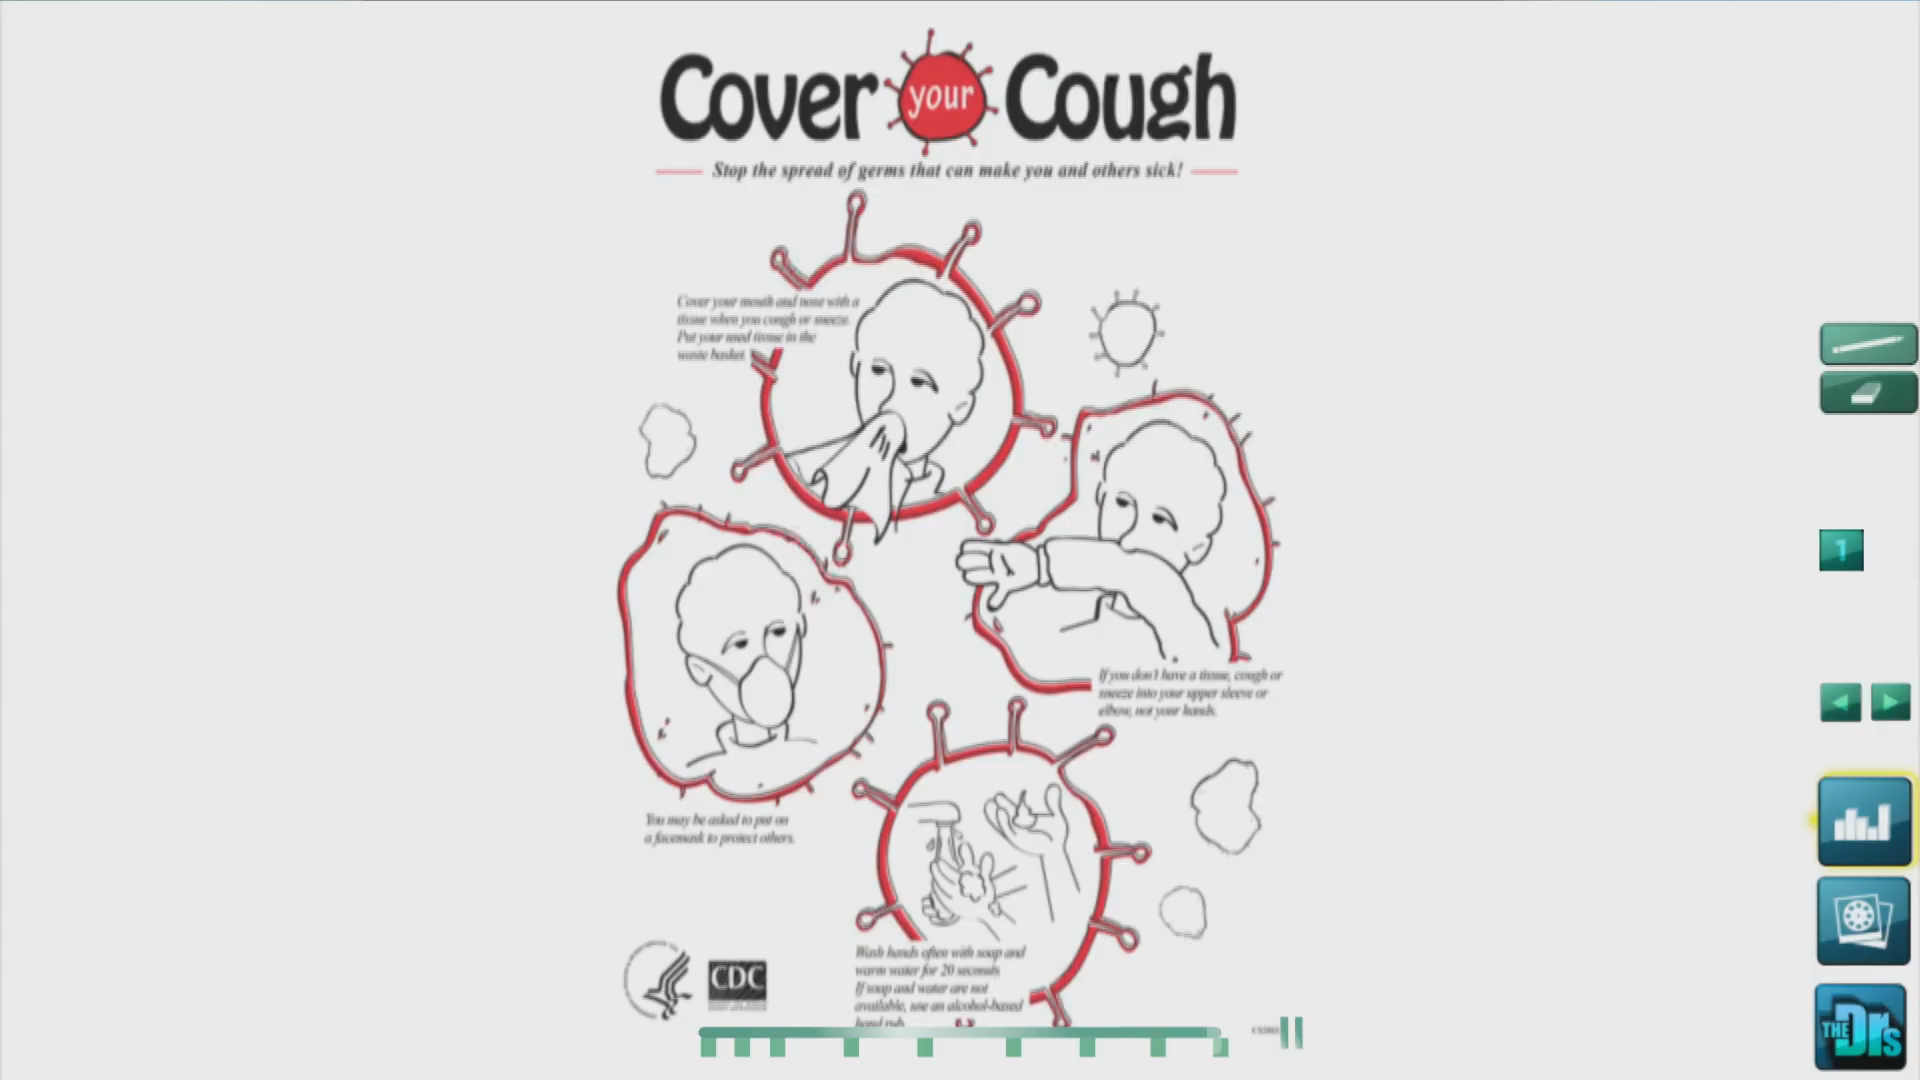 Cover your Cough
Stop the spread of germs that can make you and others sick!
Cover your mouth and nose with a
tissue when you cough or sneeze.
Put your used tissue in the
waste basket.
If you don't have a tissue, cough or
sneeze into your upper sleeve or
elbow, not your hands.
You may be asked to put on
a facemask to protect others.
Wash hands often with soap and
warm water for 20 seconds
If soap and water are not
available, use an alcohol-based
hand rub.
CDC
1
THE Drs